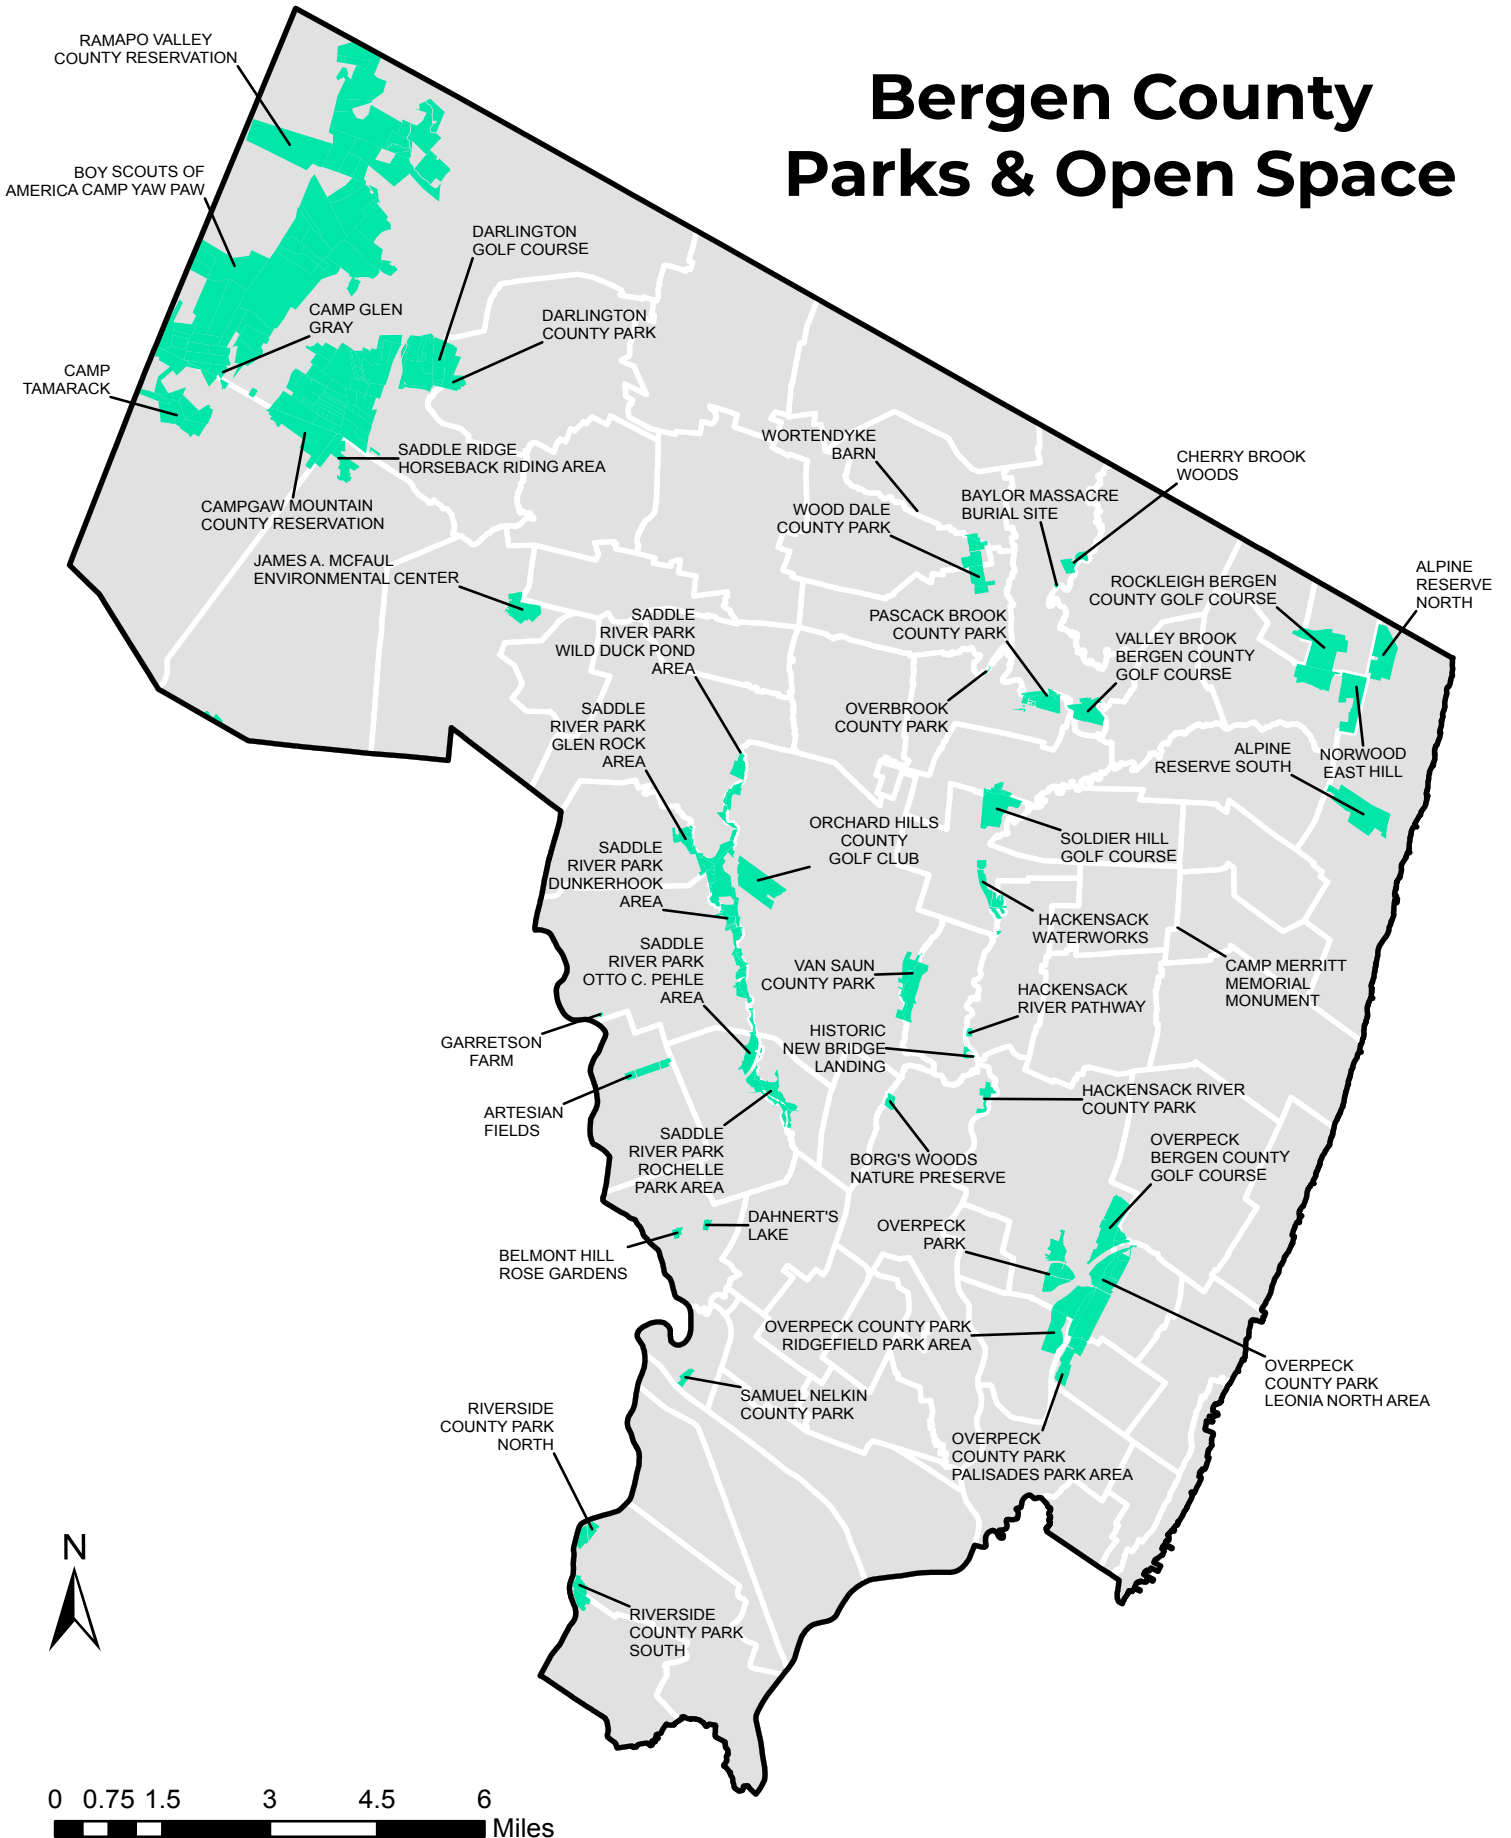 Bergen County
Parks & Open Space
RAMAPO VALLEY
COUNTY RESERVATION
BOY SCOUTS OF
AMERICA CAMP YAW PAW
DARLINGTON
GOLF COURSE
CAMP GLEN
GRAY
DARLINGTON
COUNTY PARK
CAMP
TAMARACK
SADDLE RIDGE
HORSEBACK RIDING AREA
CAMPGAW MOUNTAIN
COUNTY RESERVATION
JAMES A. MCFAUL
ENVIRONMENTAL CENTER
WORTENDYKE
BARN
WOOD DALE
COUNTY PARK
BAYLOR MASSACRE
BURIAL SITE
CHERRY BROOK
WOODS
ROCKLEIGH BERGEN
COUNTY GOLF COURSE
ALPINE
RESERVE
NORTH
SADDLE
RIVER PARK
WILD DUCK POND
AREA
PASCACK BROOK
COUNTY PARK
VALLEY BROOK
BERGEN COUNTY
GOLF COURSE
OVERBROOK
COUNTY PARK
SADDLE
RIVER PARK
GLEN ROCK
AREA
ALPINE
RESERVE SOUTH
NORWOOD
EAST HILL
ORCHARD HILLS
COUNTY
GOLF CLUB
SOLDIER HILL
GOLF COURSE
SADDLE
RIVER PARK
DUNKERHOOK
AREA
HACKENSACK
WATERWORKS
SADDLE
RIVER PARK
OTTO C. PEHLE
AREA
VAN SAUN
COUNTY PARK
CAMP MERRITT
MEMORIAL
MONUMENT
HACKENSACK
RIVER PATHWAY
GARRETSON
FARM
HISTORIC
NEW BRIDGE
LANDING
ARTESIAN
FIELDS
HACKENSACK RIVER
COUNTY PARK
SADDLE
RIVER PARK
ROCHELLE
PARK AREA
BORG'S WOODS
NATURE PRESERVE
OVERPECK
BERGEN COUNTY
GOLF COURSE
DAHNERT'S
LAKE
OVERPECK
PARK
BELMONT HILL
ROSE GARDENS
OVERPECK COUNTY PARK
RIDGEFIELD PARK AREA
OVERPECK
COUNTY PARK
LEONIA NORTH AREA
SAMUEL NELKIN
COUNTY PARK
RIVERSIDE
COUNTY PARK
NORTH
OVERPECK
COUNTY PARK
PALISADES PARK AREA
N
RIVERSIDE
COUNTY PARK
SOUTH
0 0.75 1.5 3 4.5 6
Miles